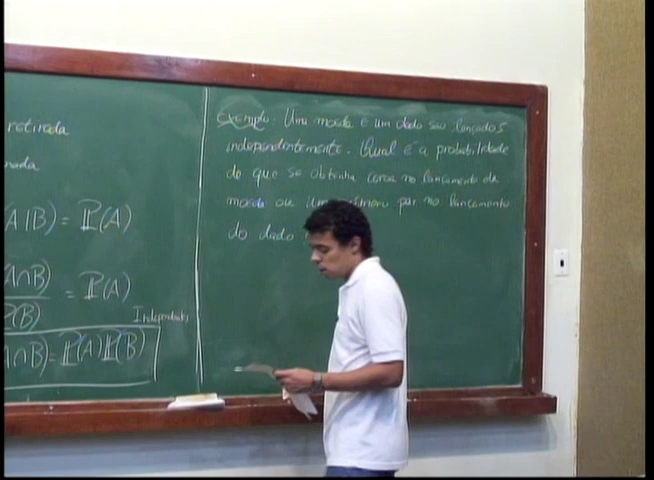 retirada
rada
A|B) = P(A)
(A∩B) = P(A)
P(B)
Independentes
A∩B) = P(A)P(B)
exemplo: Uma moeda e um dado são lançados
independentemente. Qual é a probabilidade
de que se obtenha coroa no lançamento da
moeda ou um número par no lançamento
do dado